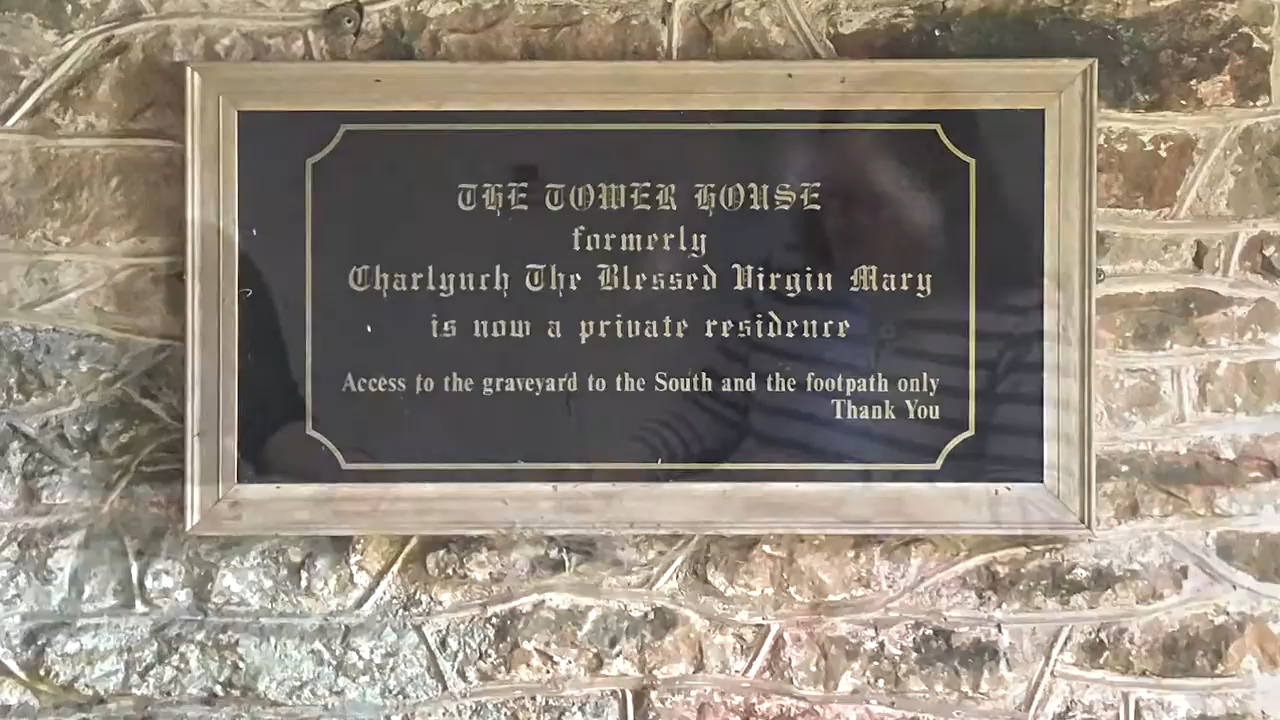 THE TOWER HOUSE
formerly
Charlynch The Blessed Virgin Mary
is now a private residence
Access to the graveyard to the South and the footpath only
Thank You